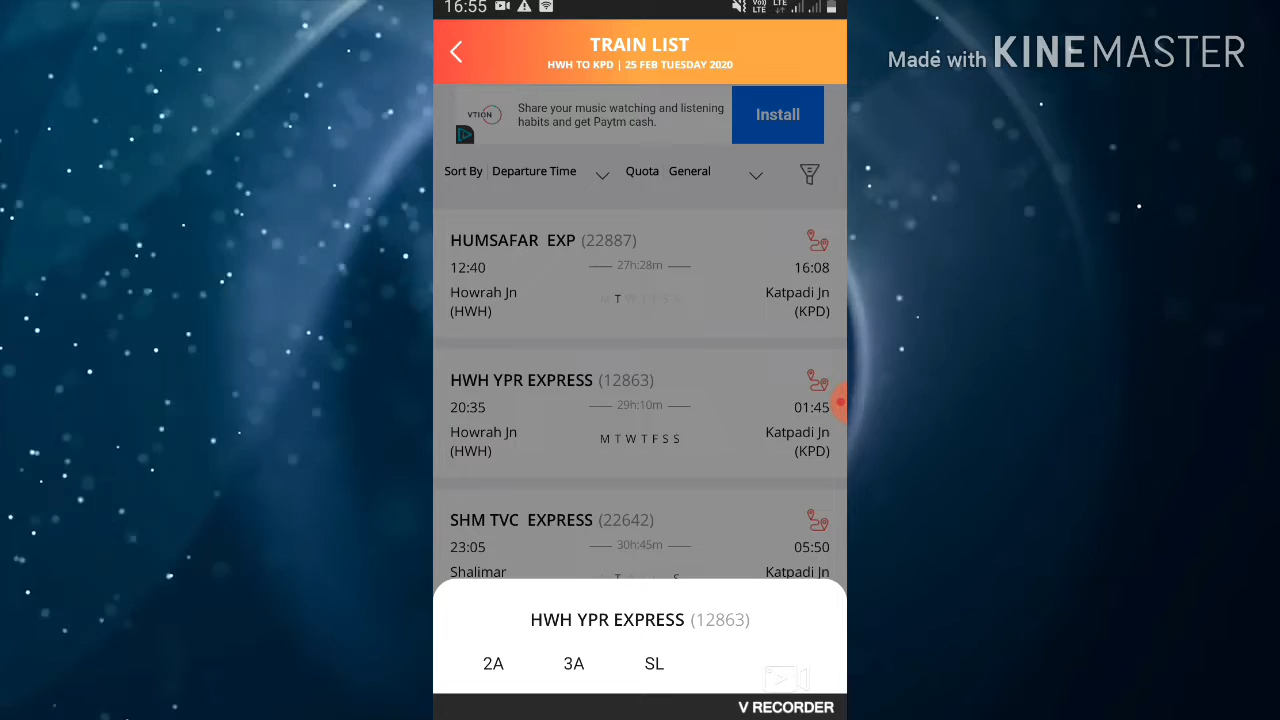 16:55
Made with KINEMASTER
TRAIN LIST
HWH TO KPD | 25 FEB TUESDAY 2020
VTION
Share your music watching and listening
habits and get Paytm cash.
Install
Sort By Departure Time Quota General
HUMSAFAR EXP (22887)
12:40 27h:28m 16:08
Howrah Jn M T W T F S S Katpadi Jn
(HWH) (KPD)
HWH YPR EXPRESS (12863)
20:35 29h:10m 01:45
Howrah Jn M T W T F S S Katpadi Jn
(HWH) (KPD)
SHM TVC EXPRESS (22642)
23:05 30h:45m 05:50
Shalimar T S Katpadi Jn
HWH YPR EXPRESS (12863)
2A 3A SL
V RECORDER